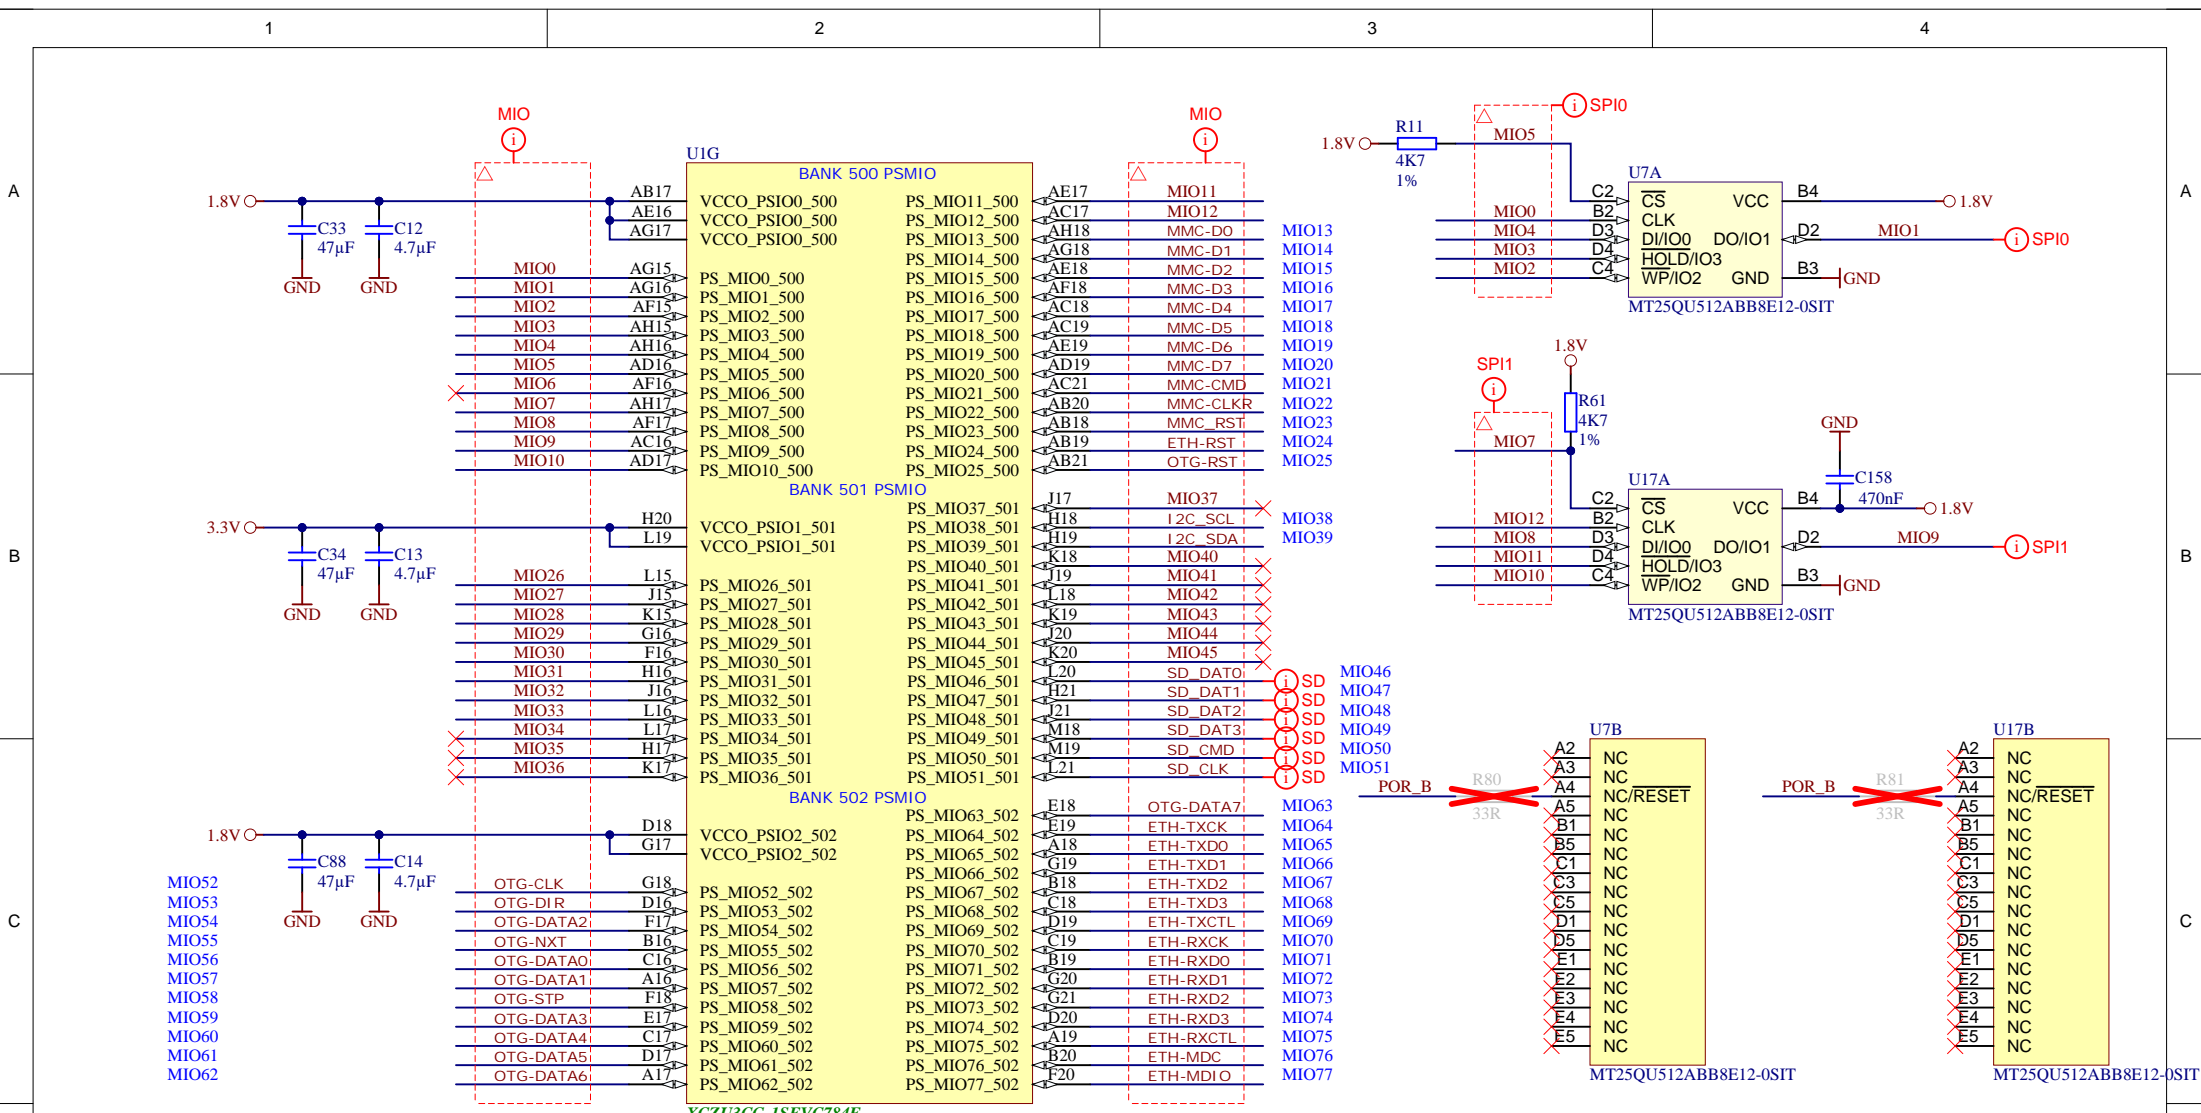 1 2 3 4
A A
B B
C C
MIO
MIO
U1G
BANK 500 PSMIO
1.8V
C33
47µF
GND
C12
4.7µF
GND
AB17 VCCO_PSIO0_500
AE16 VCCO_PSIO0_500
AG17 VCCO_PSIO0_500
MIO0 AG15 PS_MIO0_500
MIO1 AG16 PS_MIO1_500
MIO2 AF15 PS_MIO2_500
MIO3 AH15 PS_MIO3_500
MIO4 AH16 PS_MIO4_500
MIO5 AD16 PS_MIO5_500
MIO6 AF16 PS_MIO6_500
MIO7 AH17 PS_MIO7_500
MIO8 AF17 PS_MIO8_500
MIO9 AC16 PS_MIO9_500
MIO10 AD17 PS_MIO10_500
PS_MIO11_500 AE17 MIO11
PS_MIO12_500 AC17 MIO12
PS_MIO13_500 AH18 MMC-D0 MIO13
PS_MIO14_500 AG18 MMC-D1 MIO14
PS_MIO15_500 AE18 MMC-D2 MIO15
PS_MIO16_500 AF18 MMC-D3 MIO16
PS_MIO17_500 AC18 MMC-D4 MIO17
PS_MIO18_500 AC19 MMC-D5 MIO18
PS_MIO19_500 AE19 MMC-D6 MIO19
PS_MIO20_500 AD19 MMC-D7 MIO20
PS_MIO21_500 AC21 MMC-CMD MIO21
PS_MIO22_500 AB20 MMC-CLKR MIO22
PS_MIO23_500 AB18 MMC_RST MIO23
PS_MIO24_500 AB19 ETH-RST MIO24
PS_MIO25_500 AB21 OTG-RST MIO25
BANK 501 PSMIO
3.3V
C34
47µF
GND
C13
4.7µF
GND
H20 VCCO_PSIO1_501
L19 VCCO_PSIO1_501
MIO26 L15 PS_MIO26_501
MIO27 J15 PS_MIO27_501
MIO28 K15 PS_MIO28_501
MIO29 G16 PS_MIO29_501
MIO30 F16 PS_MIO30_501
MIO31 H16 PS_MIO31_501
MIO32 J16 PS_MIO32_501
MIO33 L16 PS_MIO33_501
MIO34 L17 PS_MIO34_501
MIO35 H17 PS_MIO35_501
MIO36 K17 PS_MIO36_501
PS_MIO37_501 J17 MIO37
PS_MIO38_501 H18 I2C_SCL MIO38
PS_MIO39_501 H19 I2C_SDA MIO39
PS_MIO40_501 K18 MIO40
PS_MIO41_501 J19 MIO41
PS_MIO42_501 L18 MIO42
PS_MIO43_501 K19 MIO43
PS_MIO44_501 J20 MIO44
PS_MIO45_501 K20 MIO45
PS_MIO46_501 L20 SD_DAT0 SD MIO46
PS_MIO47_501 H21 SD_DAT1 SD MIO47
PS_MIO48_501 J21 SD_DAT2 SD MIO48
PS_MIO49_501 M18 SD_DAT3 SD MIO49
PS_MIO50_501 M19 SD_CMD SD MIO50
PS_MIO51_501 L21 SD_CLK SD MIO51
BANK 502 PSMIO
1.8V
C88
47µF
GND
C14
4.7µF
GND
D18 VCCO_PSIO2_502
G17 VCCO_PSIO2_502
MIO52 OTG-CLK G18 PS_MIO52_502
MIO53 OTG-DIR D16 PS_MIO53_502
MIO54 OTG-DATA2 F17 PS_MIO54_502
MIO55 OTG-NXT B16 PS_MIO55_502
MIO56 OTG-DATA0 C16 PS_MIO56_502
MIO57 OTG-DATA1 A16 PS_MIO57_502
MIO58 OTG-STP F18 PS_MIO58_502
MIO59 OTG-DATA3 E17 PS_MIO59_502
MIO60 OTG-DATA4 C17 PS_MIO60_502
MIO61 OTG-DATA5 D17 PS_MIO61_502
MIO62 OTG-DATA6 A17 PS_MIO62_502
PS_MIO63_502 E18 OTG-DATA7 MIO63
PS_MIO64_502 E19 ETH-TXCK MIO64
PS_MIO65_502 A18 ETH-TXD0 MIO65
PS_MIO66_502 G19 ETH-TXD1 MIO66
PS_MIO67_502 B18 ETH-TXD2 MIO67
PS_MIO68_502 C18 ETH-TXD3 MIO68
PS_MIO69_502 D19 ETH-TXCTL MIO69
PS_MIO70_502 C19 ETH-RXCK MIO70
PS_MIO71_502 B19 ETH-RXD0 MIO71
PS_MIO72_502 G20 ETH-RXD1 MIO72
PS_MIO73_502 G21 ETH-RXD2 MIO73
PS_MIO74_502 D20 ETH-RXD3 MIO74
PS_MIO75_502 A19 ETH-RXCTL MIO75
PS_MIO76_502 B20 ETH-MDC MIO76
PS_MIO77_502 F20 ETH-MDIO MIO77
XCZU3CG-1SFVC784E
SPI0
1.8V
R11
4K7
1%
MIO5
U7A
C2 CS VCC B4 1.8V
MIO0 B2 CLK
MIO4 D3 DI/IO0 DO/IO1 D2 MIO1 SPI0
MIO3 D4 HOLD/IO3
MIO2 C4 WP/IO2 GND B3 GND
MT25QU512ABB8E12-0SIT
SPI1
1.8V
R61
4K7
1%
MIO7
GND
C158
470nF
U17A
C2 CS VCC B4 1.8V
MIO12 B2 CLK
MIO8 D3 DI/IO0 DO/IO1 D2 MIO9 SPI1
MIO11 D4 HOLD/IO3
MIO10 C4 WP/IO2 GND B3 GND
MT25QU512ABB8E12-0SIT
U7B
A2 NC
A3 NC
POR_B R80 33R A4 NC/RESET
A5 NC
B1 NC
B5 NC
C1 NC
C3 NC
C5 NC
D1 NC
D5 NC
E1 NC
E2 NC
E3 NC
E4 NC
E5 NC
MT25QU512ABB8E12-0SIT
U17B
A2 NC
A3 NC
POR_B R81 33R A4 NC/RESET
A5 NC
B1 NC
B5 NC
C1 NC
C3 NC
C5 NC
D1 NC
D5 NC
E1 NC
E2 NC
E3 NC
E4 NC
E5 NC
MT25QU512ABB8E12-0SIT